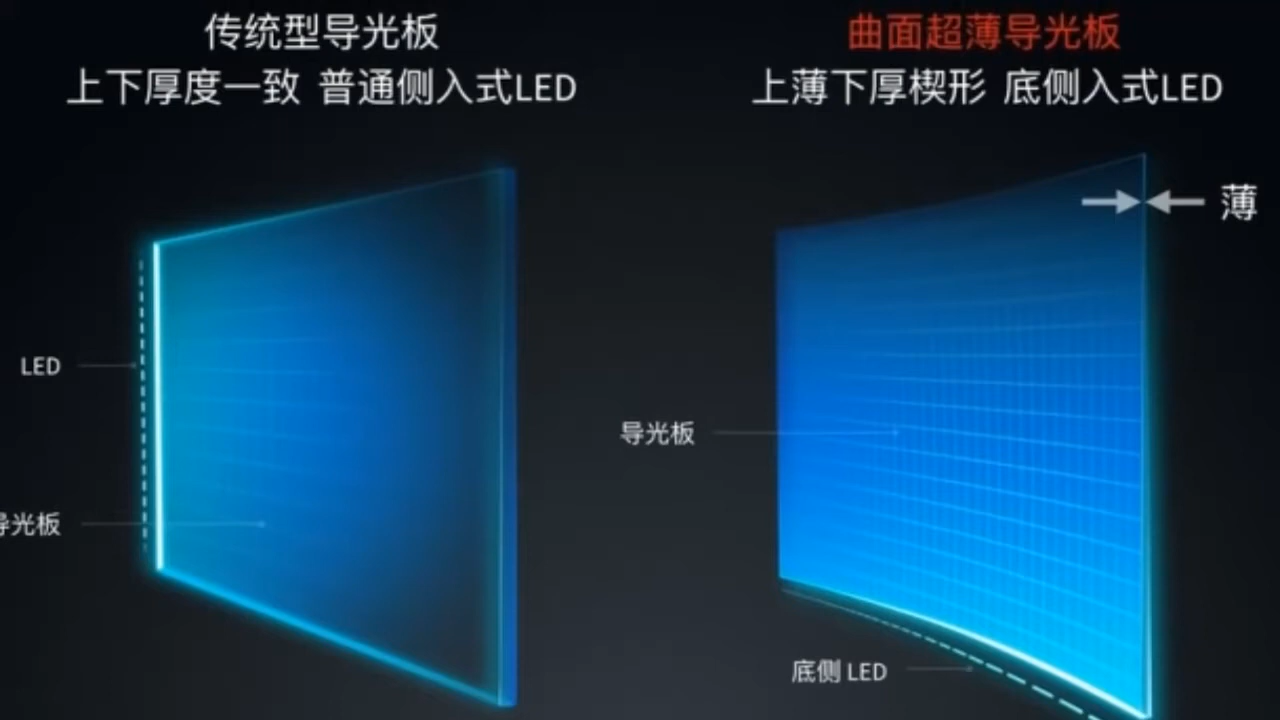 传统型导光板
上下厚度一致 普通侧入式LED
LED
导光板
曲面超薄导光板
上薄下厚楔形 底侧入式LED
薄
导光板
底侧 LED